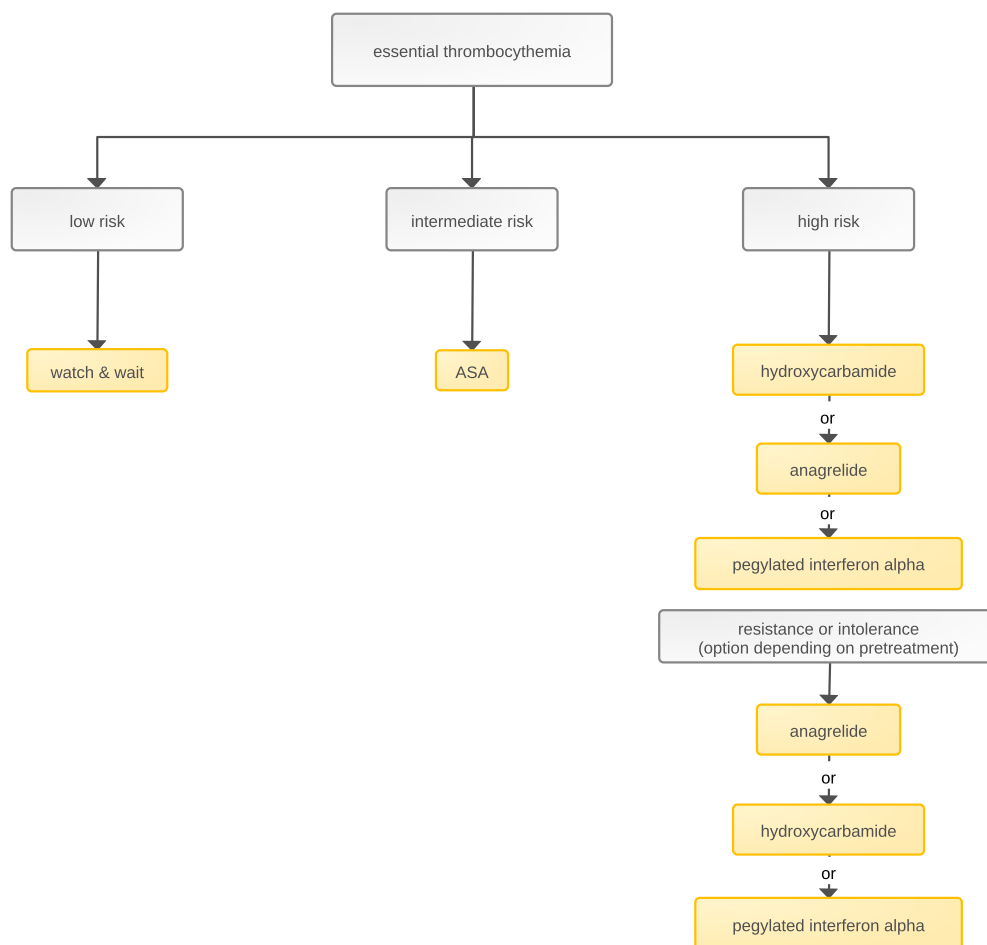 essential thrombocythemia
low risk
intermediate risk
high risk
watch & wait
ASA
hydroxycarbamide
or
anagrelide
or
pegylated interferon alpha
resistance or intolerance
(option depending on pretreatment)
anagrelide
or
hydroxycarbamide
or
pegylated interferon alpha